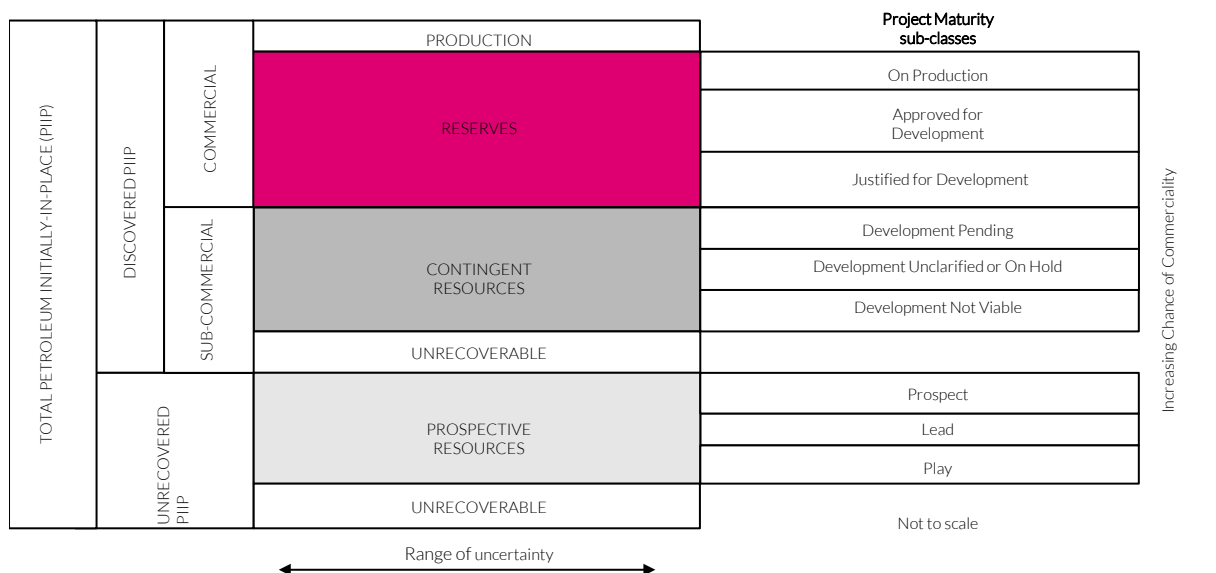 Project Maturity
sub-classes
TOTAL PETROLEUM INITIALLY-IN-PLACE (PIIP)
DISCOVERED PIIP
COMMERCIAL
PRODUCTION
RESERVES
On Production
Approved for
Development
Justified for Development
SUB-COMMERCIAL
CONTINGENT
RESOURCES
Development Pending
Development Unclarified or On Hold
Development Not Viable
UNRECOVERABLE
UNRECOVERED
PIIP
PROSPECTIVE
RESOURCES
Prospect
Lead
Play
UNRECOVERABLE
Not to scale
Increasing Chance of Commerciality
Range of uncertainty